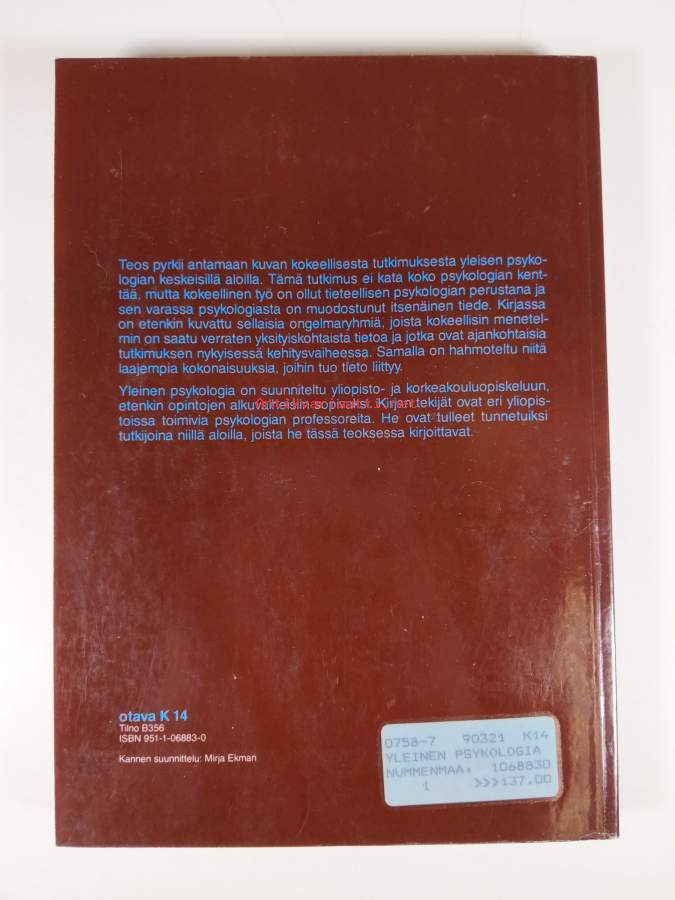 Teos pyrkii antamaan kuvan kokeellisesta tutkimuksesta yleisen psyko-
logian keskeisillä aloilla. Tämä tutkimus ei kata koko psykologian kent-
tää, mutta kokeellinen työ on ollut tieteellisen psykologian perustana ja
sen varassa psykologiasta on muodostunut itsenäinen tiede. Kirjassa
on etenkin kuvattu sellaisia ongelmaryhmiä, joista kokeellisin menetel-
min on saatu verraten yksityiskohtaista tietoa ja jotka ovat ajankohtaisia
tutkimuksen nykyisessä kehitysvaiheessa. Samalla on hahmoteltu niitä
laajempia kokonaisuuksia, joihin tuo tieto liittyy.
Yleinen psykologia on suunniteltu yliopisto- ja korkeakouluopiskeluun,
etenkin opintojen alkuvaiheisiin sopivaksi. Kirjan tekijät ovat eri yliopis-
toissa toimivia psykologian professoreita. He ovat tulleet tunnetuiksi
tutkijoina niillä aloilla, joista he tässä teoksessa kirjoittavat.
otava K 14
Tilno B356
ISBN 951-1-06883-0
Kannen suunnittelu: Mirja Ekman
0758-7 90321 K14
YLEINEN PSYKOLOGIA
NUMMENMAA, 1068830
1 >>>137.00